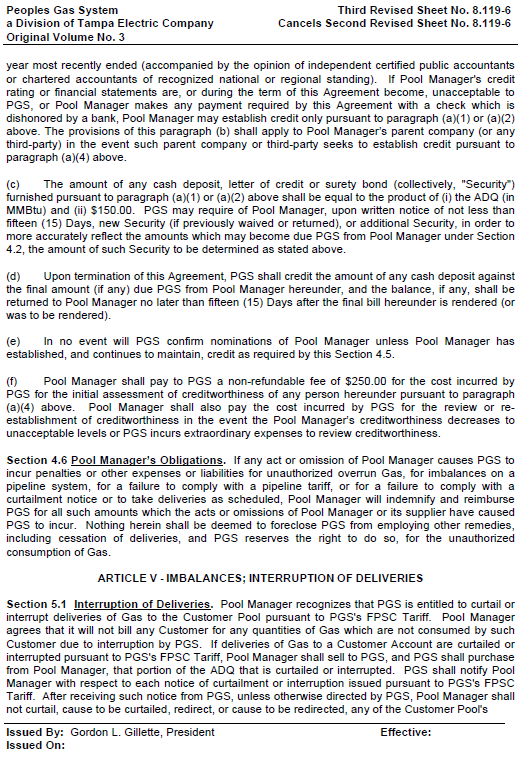 Peoples Gas System Third Revised Sheet No. 8.119-6
a Division of Tampa Electric Company Cancels Second Revised Sheet No. 8.119-6
Original Volume No. 3
year most recently ended (accompanied by the opinion of independent certified public accountants
or chartered accountants of recognized national or regional standing). If Pool Manager's credit
rating or financial statements are, or during the term of this Agreement become, unacceptable to
PGS, or Pool Manager makes any payment required by this Agreement with a check which is
dishonored by a bank, Pool Manager may establish credit only pursuant to paragraph (a)(1) or (a)(2)
above. The provisions of this paragraph (b) shall apply to Pool Manager's parent company (or any
third-party) in the event such parent company or third-party seeks to establish credit pursuant to
paragraph (a)(4) above.
(c) The amount of any cash deposit, letter of credit or surety bond (collectively, "Security")
furnished pursuant to paragraph (a)(1) or (a)(2) above shall be equal to the product of (i) the ADQ (in
MMBtu) and (ii) $150.00. PGS may require of Pool Manager, upon written notice of not less than
fifteen (15) Days, new Security (if previously waived or returned), or additional Security, in order to
more accurately reflect the amounts which may become due PGS from Pool Manager under Section
4.2, the amount of such Security to be determined as stated above.
(d) Upon termination of this Agreement, PGS shall credit the amount of any cash deposit against
the final amount (if any) due PGS from Pool Manager hereunder, and the balance, if any, shall be
returned to Pool Manager no later than fifteen (15) Days after the final bill hereunder is rendered (or
was to be rendered).
(e) In no event will PGS confirm nominations of Pool Manager unless Pool Manager has
established, and continues to maintain, credit as required by this Section 4.5.
(f) Pool Manager shall pay to PGS a non-refundable fee of $250.00 for the cost incurred by
PGS for the initial assessment of creditworthiness of any person hereunder pursuant to paragraph
(a)(4) above. Pool Manager shall also pay the cost incurred by PGS for the review or re-
establishment of creditworthiness in the event the Pool Manager's creditworthiness decreases to
unacceptable levels or PGS incurs extraordinary expenses to review creditworthiness.
Section 4.6 Pool Manager's Obligations. If any act or omission of Pool Manager causes PGS to
incur penalties or other expenses or liabilities for unauthorized overrun Gas, for imbalances on a
pipeline system, for a failure to comply with a pipeline tariff, or for a failure to comply with a
curtailment notice or to take deliveries as scheduled, Pool Manager will indemnify and reimburse
PGS for all such amounts which the acts or omissions of Pool Manager or its supplier have caused
PGS to incur. Nothing herein shall be deemed to foreclose PGS from employing other remedies,
including cessation of deliveries, and PGS reserves the right to do so, for the unauthorized
consumption of Gas.
ARTICLE V - IMBALANCES; INTERRUPTION OF DELIVERIES
Section 5.1 Interruption of Deliveries. Pool Manager recognizes that PGS is entitled to curtail or
interrupt deliveries of Gas to the Customer Pool pursuant to PGS's FPSC Tariff. Pool Manager
agrees that it will not bill any Customer for any quantities of Gas which are not consumed by such
Customer due to interruption by PGS. If deliveries of Gas to a Customer Account are curtailed or
interrupted pursuant to PGS's FPSC Tariff, Pool Manager shall sell to PGS, and PGS shall purchase
from Pool Manager, that portion of the ADQ that is curtailed or interrupted. PGS shall notify Pool
Manager with respect to each notice of curtailment or interruption issued pursuant to PGS's FPSC
Tariff. After receiving such notice from PGS, unless otherwise directed by PGS, Pool Manager shall
not curtail, cause to be curtailed, redirect, or cause to be redirected, any of the Customer Pool's
Issued By: Gordon L. Gillette, President Effective:
Issued On: